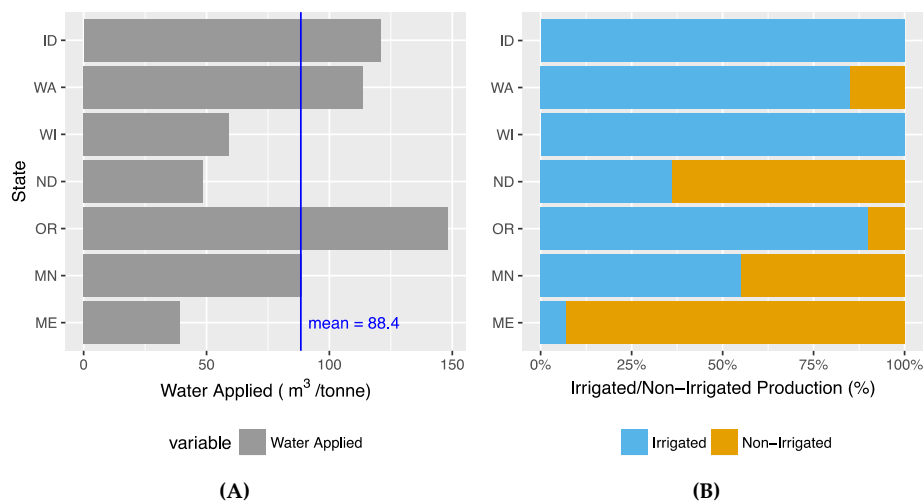 ID
WA
WI
ND
OR
MN
ME
State
mean = 88.4
0
50
100
150
Water Applied ( m³ /tonne)
variable
Water Applied
(A)
ID
WA
WI
ND
OR
MN
ME
0%
25%
50%
75%
100%
Irrigated/Non−Irrigated Production (%)
Irrigated
Non−Irrigated
(B)